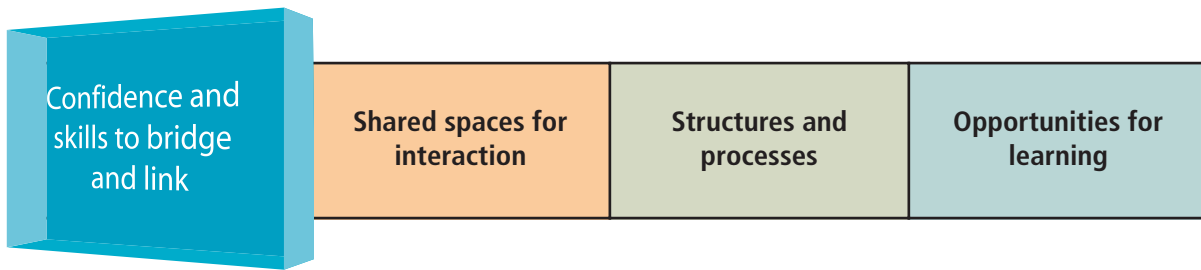 Confidence and
skills to bridge
and link
Shared spaces for
interaction
Structures and
processes
Opportunities for
learning